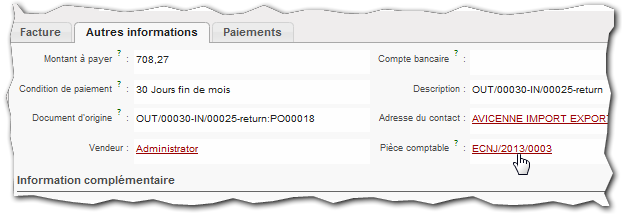 Facture Autres informations Paiements
Montant à payer ? : 708,27 Compte bancaire ? :
Condition de paiement ? : 30 Jours fin de mois Description : OUT/00030-IN/00025-return
Document d'origine ? : OUT/00030-IN/00025-return:PO00018 Adresse du contact : AVICENNE IMPORT EXPORT
Vendeur : Administrator Pièce comptable ? : ECNJ/2013/0003
Information complémentaire